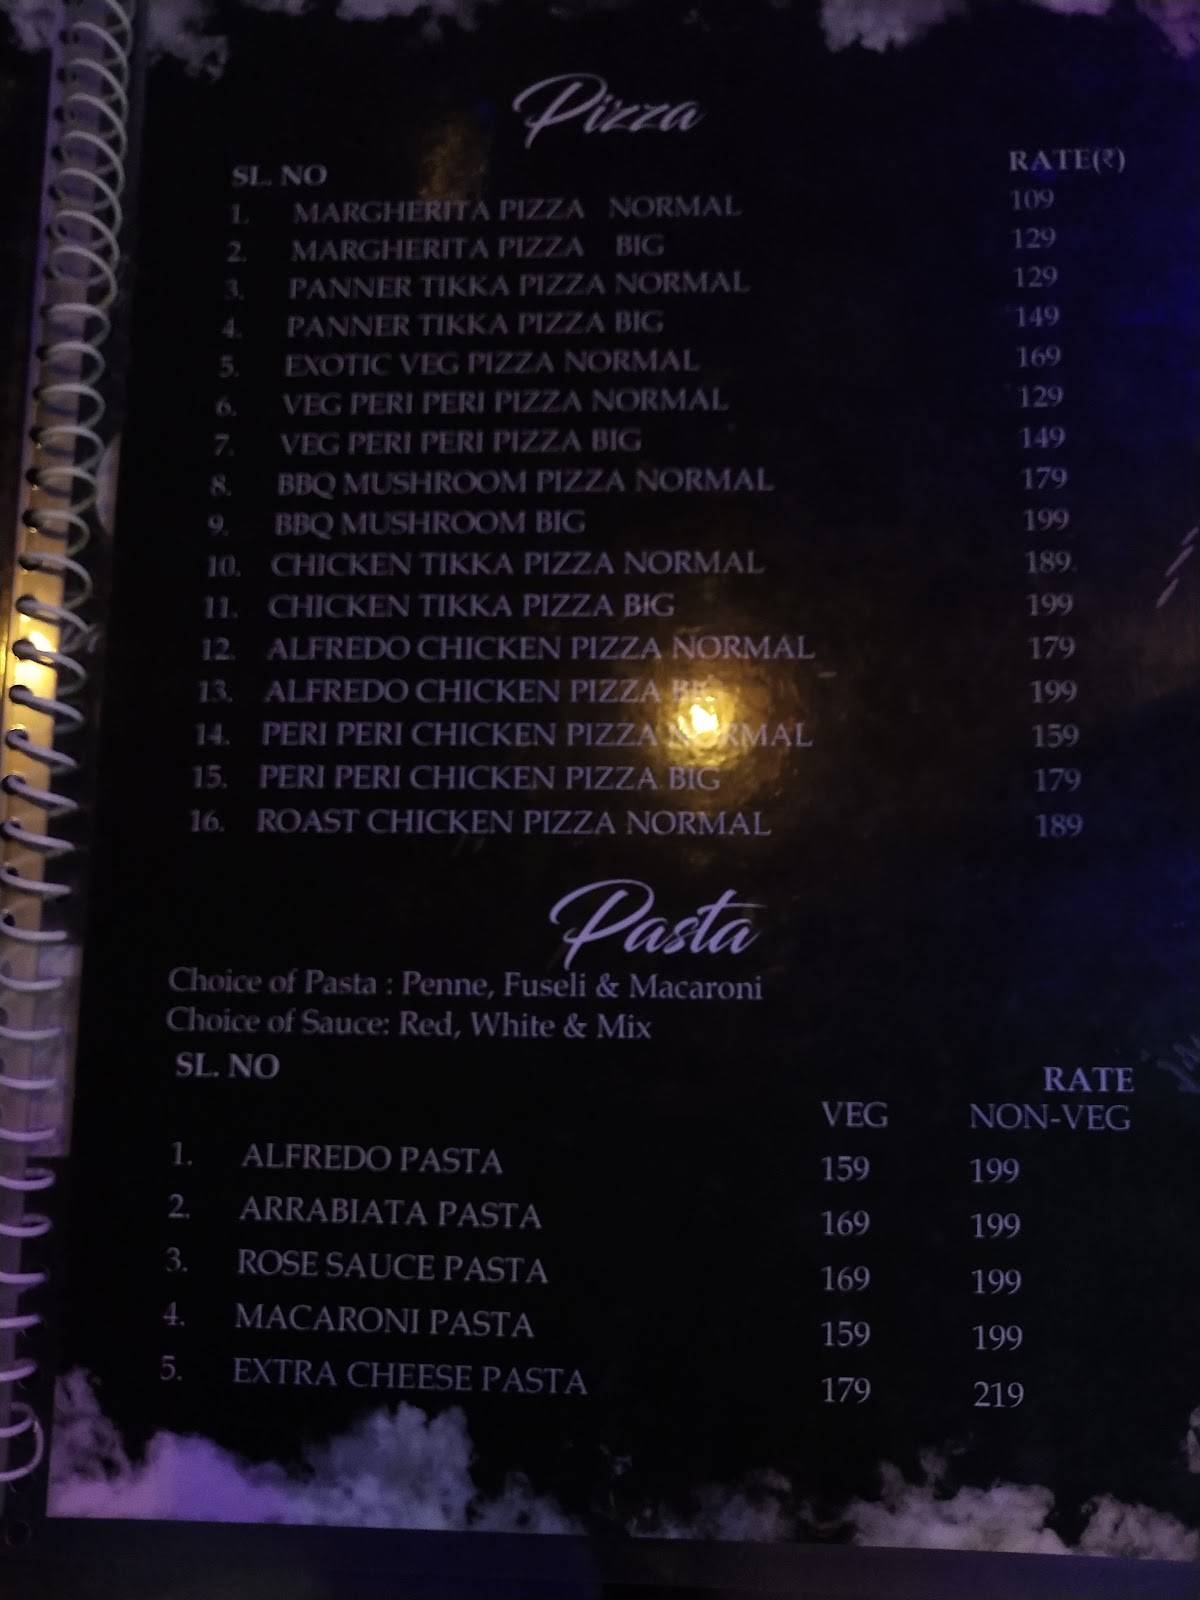 Pizza
SL. NO RATE(₹)
1. MARGHERITA PIZZA NORMAL 109
2. MARGHERITA PIZZA BIG 129
3. PANNER TIKKA PIZZA NORMAL 129
4. PANNER TIKKA PIZZA BIG 149
5. EXOTIC VEG PIZZA NORMAL 169
6. VEG PERI PERI PIZZA NORMAL 129
7. VEG PERI PERI PIZZA BIG 149
8. BBQ MUSHROOM PIZZA NORMAL 179
9. BBQ MUSHROOM BIG 199
10. CHICKEN TIKKA PIZZA NORMAL 189
11. CHICKEN TIKKA PIZZA BIG 199
12. ALFREDO CHICKEN PIZZA NORMAL 179
13. ALFREDO CHICKEN PIZZA BIG 199
14. PERI PERI CHICKEN PIZZA NORMAL 159
15. PERI PERI CHICKEN PIZZA BIG 179
16. ROAST CHICKEN PIZZA NORMAL 189
Pasta
Choice of Pasta : Penne, Fuseli & Macaroni
Choice of Sauce: Red, White & Mix
SL. NO RATE
VEG NON-VEG
1. ALFREDO PASTA 159 199
2. ARRABIATA PASTA 169 199
3. ROSE SAUCE PASTA 169 199
4. MACARONI PASTA 159 199
5. EXTRA CHEESE PASTA 179 219